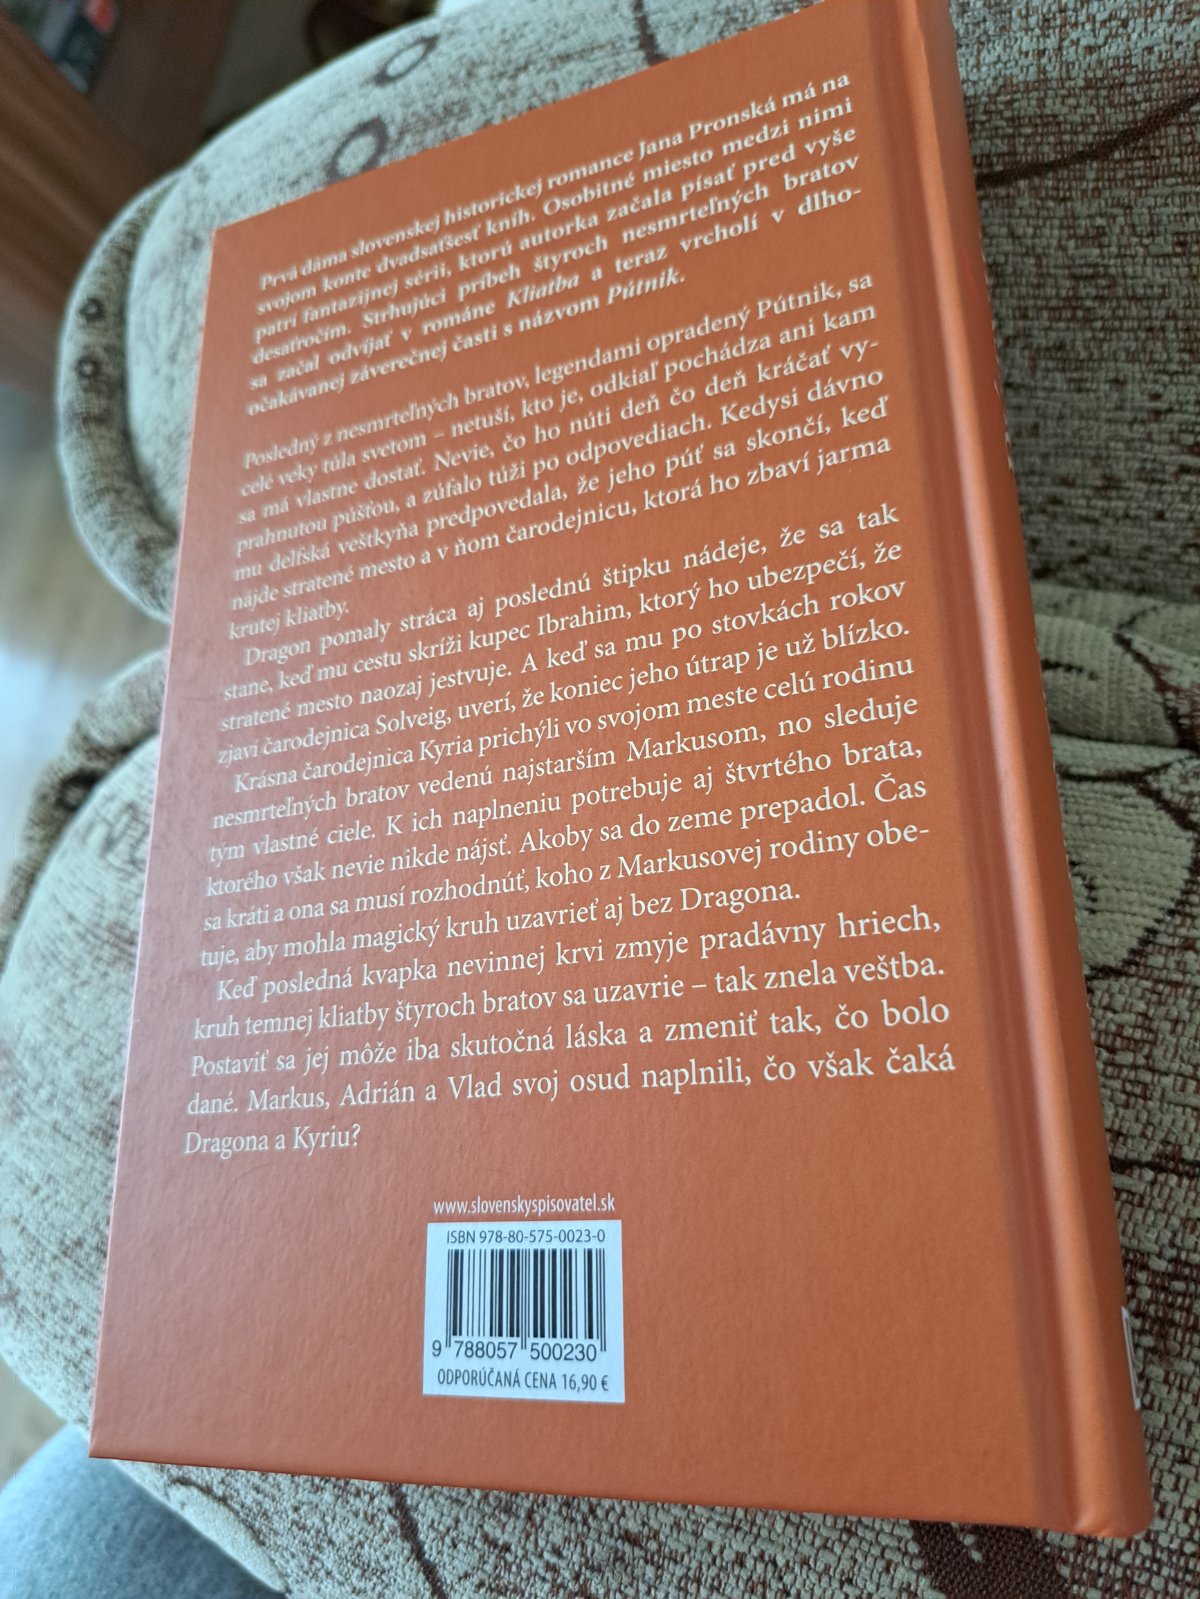 Prvá dáma slovenskej historickej romance Jana Pronská má na
svojom konte dvadsaťšesť kníh. Osobitné miesto medzi nimi
patrí fantazijnej sérii, ktorú autorka začala písať pred vyše
desaťročím. Strhujúci príbeh štyroch nesmrteľných bratov
sa začal odvíjať v románe Kliatba a teraz vrcholí v dlho-
očakávanej záverečnej časti s názvom Pútnik.
Posledný z nesmrteľných bratov, legendami opradený Pútnik, sa
celé veky túla svetom – netuší, kto je, odkiaľ pochádza ani kam
sa má vlastne dostať. Nevie, čo ho núti deň čo deň kráčať vy-
prahnutou púšťou, a zúfalo túži po odpovediach. Kedysi dávno
mu delfská veštkyňa predpovedala, že jeho púť sa skončí, keď
nájde stratené mesto a v ňom čarodejnicu, ktorá ho zbaví jarma
krutej kliatby.
Dragon pomaly stráca aj poslednú štipku nádeje, že sa tak
stane, keď mu cestu skríži kupec Ibrahim, ktorý ho ubezpečí, že
stratené mesto naozaj jestvuje. A keď sa mu po stovkách rokov
zjaví čarodejnica Solveig, uverí, že koniec jeho útrap je už blízko.
Krásna čarodejnica Kyria prichýli vo svojom meste celú rodinu
nesmrteľných bratov vedenú najstarším Markusom, no sleduje
tým vlastné ciele. K ich naplneniu potrebuje aj štvrtého brata,
ktorého však nevie nikde nájsť. Akoby sa do zeme prepadol. Čas
sa kráti a ona sa musí rozhodnúť, koho z Markusovej rodiny obe-
tuje, aby mohla magický kruh uzavrieť aj bez Dragona.
Keď posledná kvapka nevinnej krvi zmyje pradávny hriech,
kruh temnej kliatby štyroch bratov sa uzavrie – tak znela veštba.
Postaviť sa jej môže iba skutočná láska a zmeniť tak, čo bolo
dané. Markus, Adrián a Vlad svoj osud naplnili, čo však čaká
Dragona a Kyriu?
www.slovenskyspisovatel.sk
ISBN 978-80-575-0023-0
9 788057 500230
ODPORÚČANÁ CENA 16,90 €